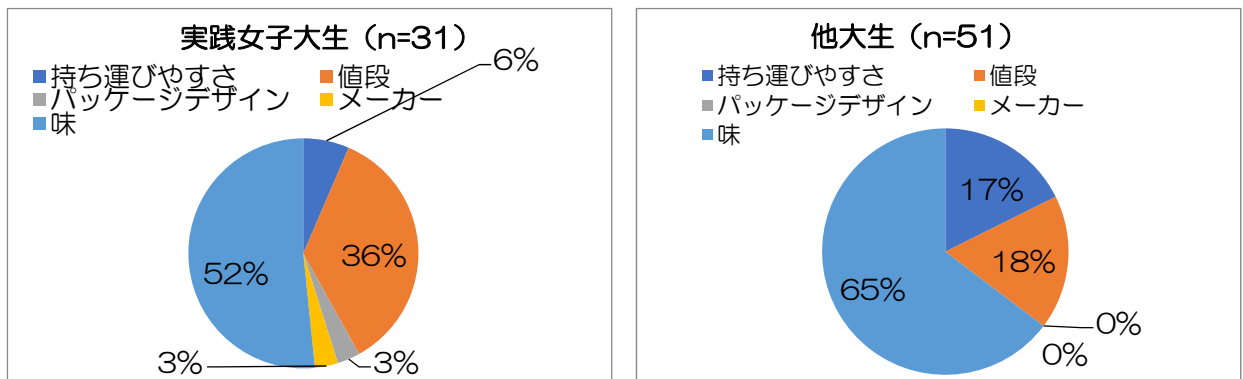 実践女子大生（n=31）
持ち運びやすさ 値段
パッケージデザイン メーカー
味
6%
36%
52%
3% 3%
他大生（n=51）
持ち運びやすさ 値段
パッケージデザイン メーカー
味
17%
18%
65%
0%
0%